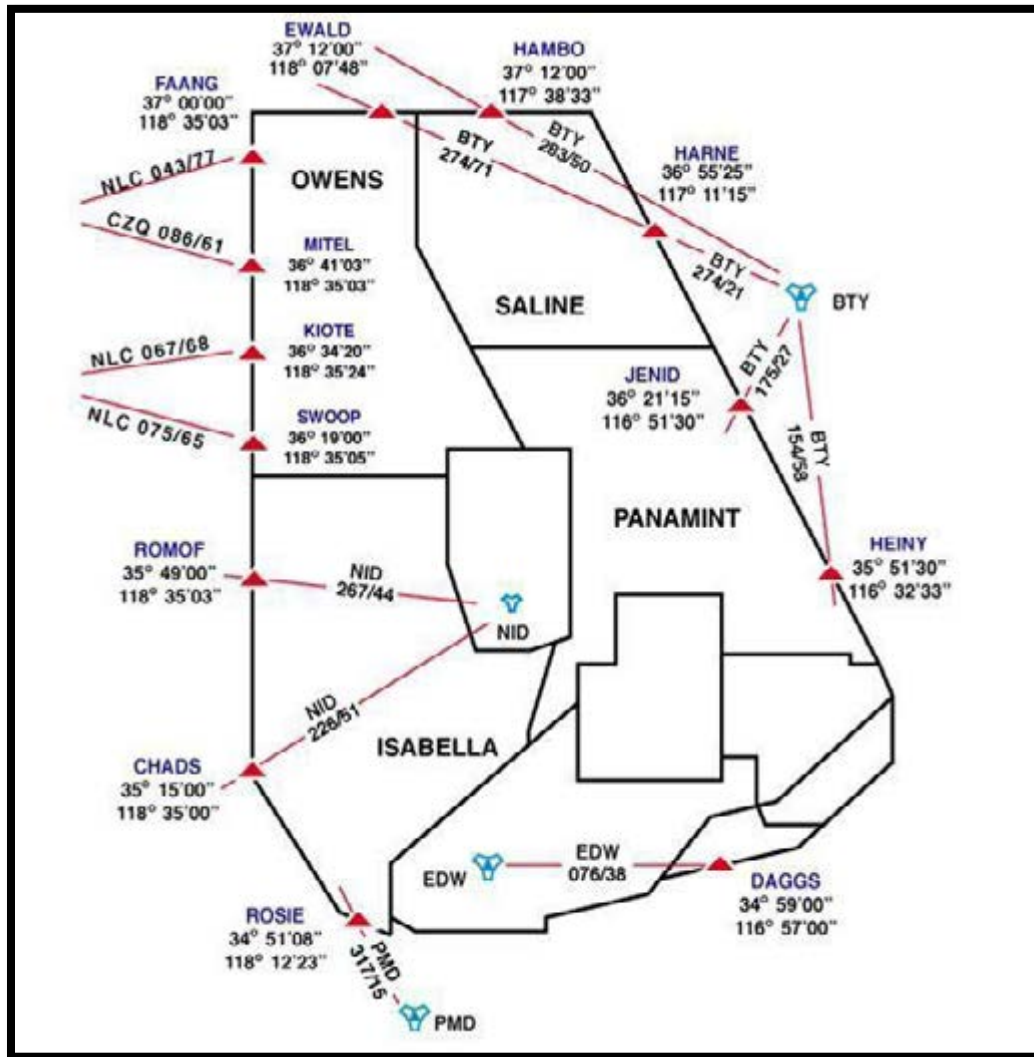 EWALD
37° 12'00"
118° 07'48"
HAMBO
37° 12'00"
117° 38'33"
FAANG
37° 00'00"
118° 35'03"
BTY
283/50
BTY
274/71
HARNE
36° 55'25"
117° 11'15"
NLC 043/77
OWENS
CZQ 086/61
MITEL
36° 41'03"
118° 35'03"
BTY
274/21
BTY
SALINE
KIOTE
36° 34'20"
118° 35'24"
NLC 067/68
BTY
175/27
JENID
36° 21'15"
116° 51'30"
NLC 075/65
SWOOP
36° 19'00"
118° 35'05"
BTY
154/58
PANAMINT
ROMOF
35° 49'00"
118° 35'03"
NID
267/44
HEINY
35° 51'30"
116° 32'33"
NID
NID
226/51
ISABELLA
CHADS
35° 15'00"
118° 35'00"
EDW
EDW
076/38
DAGGS
34° 59'00"
116° 57'00"
ROSIE
34° 51'08"
118° 12'23"
PMD
317/15
PMD